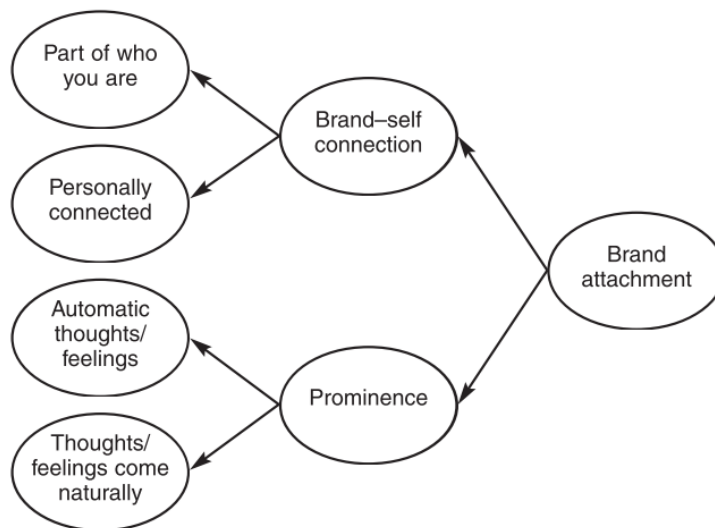 Part of who
you are
Brand–self
connection
Personally
connected
Brand
attachment
Automatic
thoughts/
feelings
Prominence
Thoughts/
feelings come
naturally